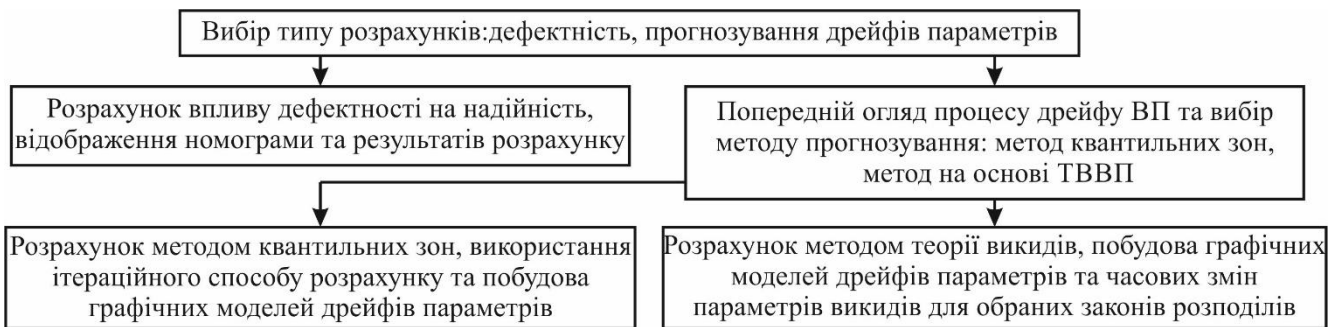 Вибір типу розрахунків:дефектність, прогнозування дрейфів параметрів
Розрахунок впливу дефектності на надійність,
відображення номограми та результатів розрахунку
Попередній огляд процесу дрейфу ВП та вибір
методу прогнозування: метод квантильних зон,
метод на основі ТВВП
Розрахунок методом квантильних зон, використання
ітераційного способу розрахунку та побудова
графічних моделей дрейфів параметрів
Розрахунок методом теорії викидів, побудова графічних
моделей дрейфів параметрів та часових змін
параметрів викидів для обраних законів розподілів